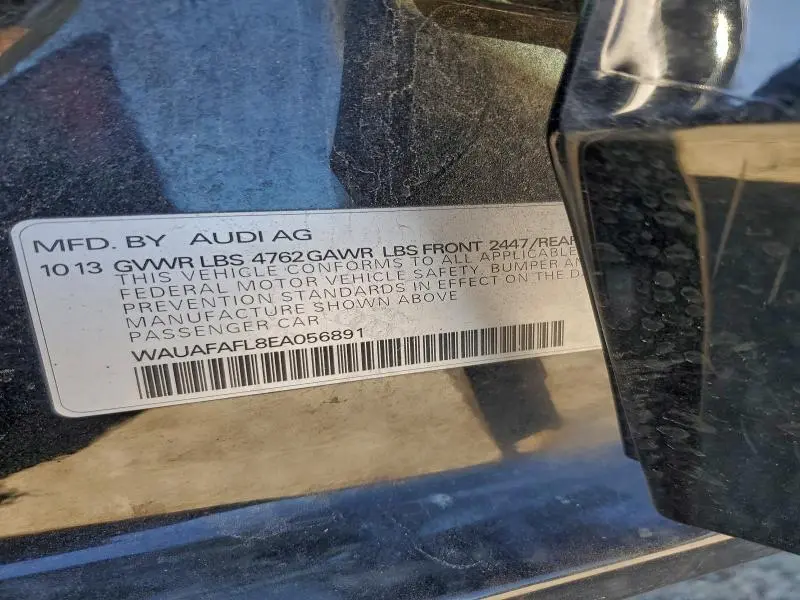 MFD. BY AUDI AG
10 13 GVWR LBS 4762 GAWR LBS FRONT 2447/REAR
THIS VEHICLE CONFORMS TO ALL APPLICABLE
FEDERAL MOTOR VEHICLE SAFETY, BUMPER
PREVENTION STANDARDS IN EFFECT ON THE
MANUFACTURE SHOWN ABOVE
PASSENGER CAR
WAUAFAFL8EA056891